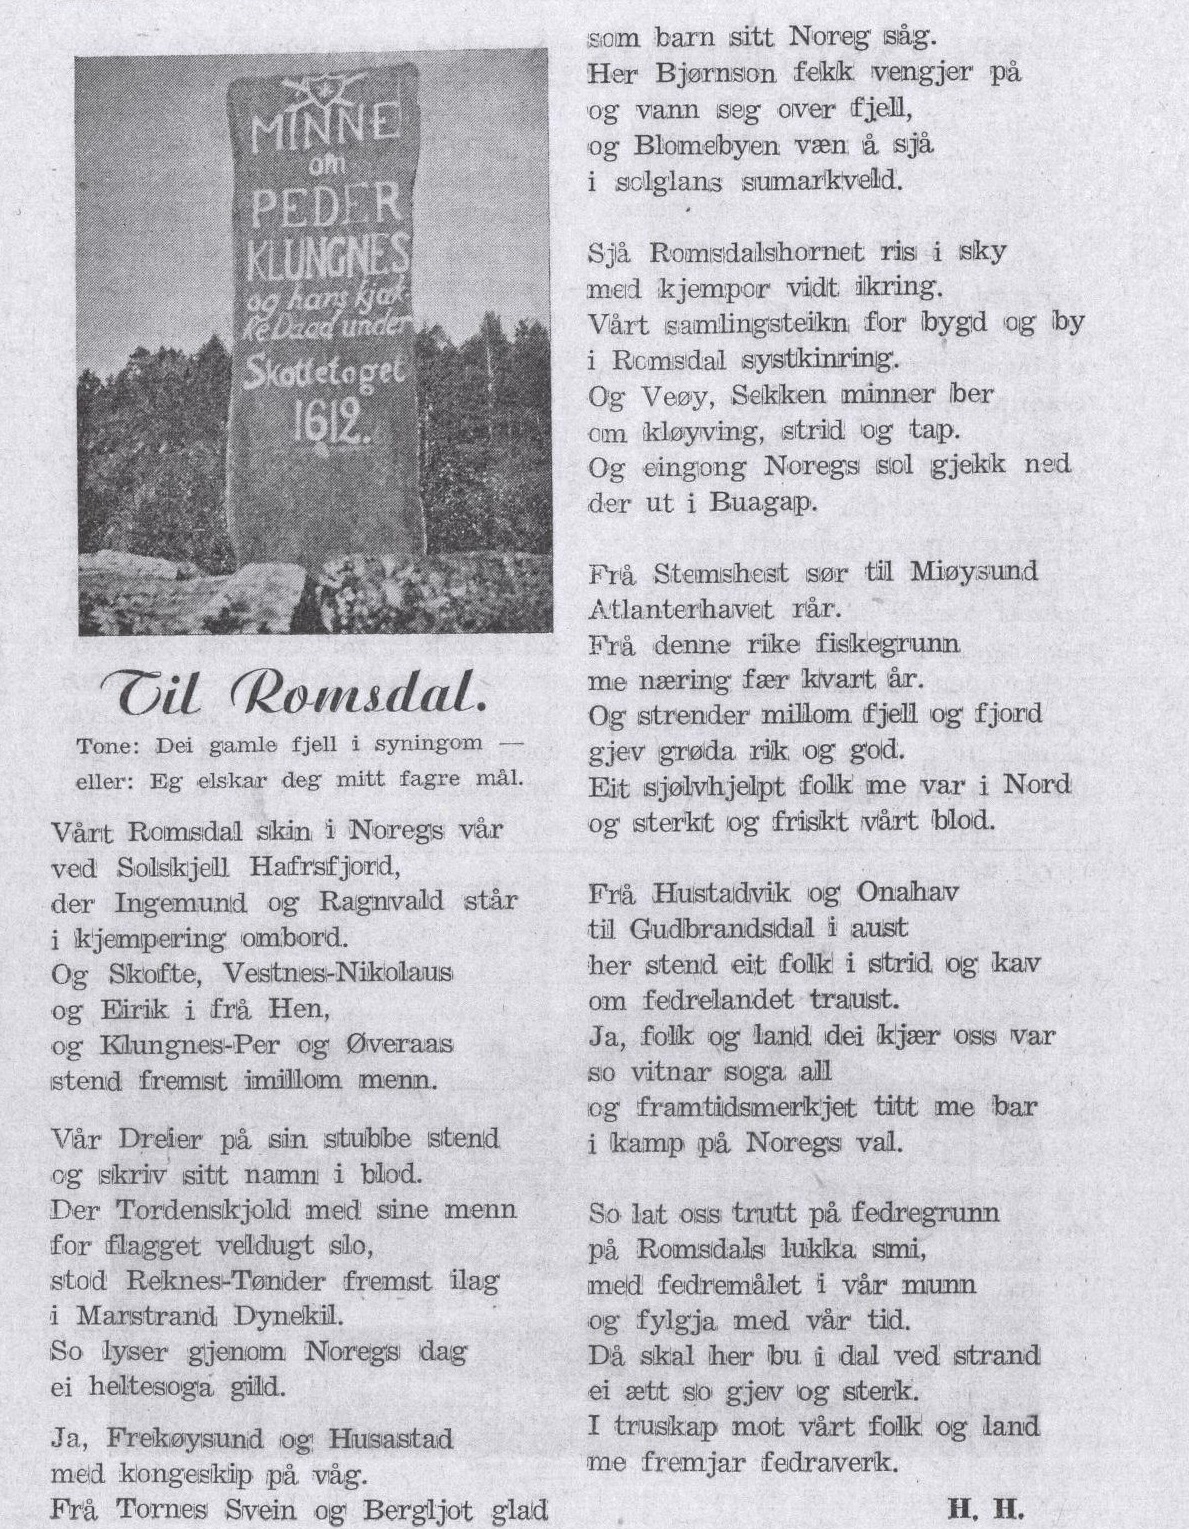 MINNE
om
PEDER
KLUNGNES
og hans kjæk-
ke Daad under
Skottetoget
1612.
Til Romsdal.
Tone: Dei gamle fjell i syningom —
eller: Eg elskar deg mitt fagre mål.
Vårt Romsdal skin i Noregs vår
ved Solskjell Hafrsfjord,
der Ingemund og Ragnvald står
i kjempering ombord.
Og Skofte, Vestnes-Nikolaus
og Eirik i frå Hen,
og Klungnes-Per og Øveraas
stend fremst imillom menn.
Vår Dreier på sin stubbe stend
og skriv sitt namn i blod.
Der Tordenskjold med sine menn
for flagget veldugt slo,
stod Reknes-Tønder fremst ilag
i Marstrand Dynekil.
So lyser gjenom Noregs dag
ei heltesoga gild.
Ja, Frekøysund og Husastad
med kongeskip på våg.
Frå Tornes Svein og Bergljot glad
som barn sitt Noreg såg.
Her Bjørnson fekk vengjer på
og vann seg over fjell,
og Blomebyen væn å sjå
i solglans sumarkveld.
Sjå Romsdalshornet ris i sky
med kjempor vidt ikring.
Vårt samlingsteikn for bygd og by
i Romsdal systkinring.
Og Veøy, Sekken minner ber
om kløyving, strid og tap.
Og eingong Noregs sol gjekk ned
der ut i Buagap.
Frå Stemshest sør til Miøysund
Atlanterhavet rår.
Frå denne rike fiskegrunn
me næring fær kvart år.
Og strender millom fjell og fjord
gjev grøda rik og god.
Eit sjølvhjelpt folk me var i Nord
og sterkt og friskt vårt blod.
Frå Hustadvik og Onahav
til Gudbrandsdal i aust
her stend eit folk i strid og kav
om fedrelandet traust.
Ja, folk og land dei kjær oss var
so vitnar soga all
og framtidsmerkjet titt me bar
i kamp på Noregs val.
So lat oss trutt på fedregrunn
på Romsdals lukka smi,
med fedremålet i vår munn
og fylgja med vår tid.
Då skal her bu i dal ved strand
ei ætt so gjev og sterk.
I truskap mot vårt folk og land
me fremjar fedraverk.
H. H.